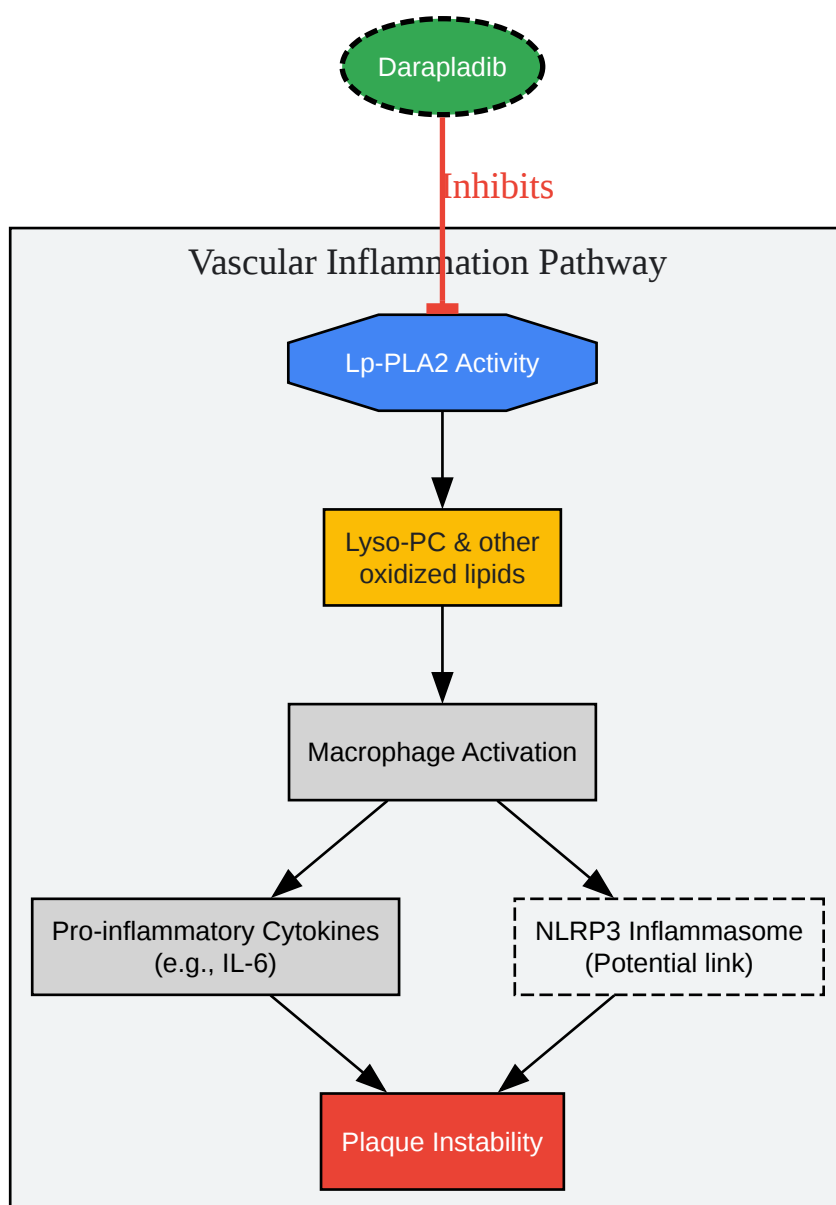 Darapladib
Inhibits
Vascular Inflammation Pathway
Lp-PLA2 Activity
Lyso-PC & other
oxidized lipids
Macrophage Activation
Pro-inflammatory Cytokines
(e.g., IL-6)
NLRP3 Inflammasome
(Potential link)
Plaque Instability